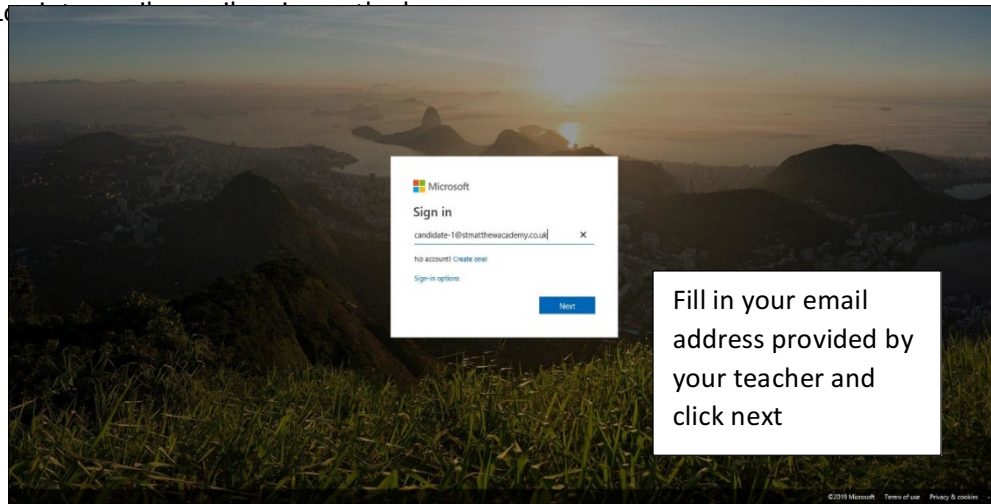 Microsoft
Sign in
candidate-1@stmatthewacademy.co.uk
No account? Create one!
Sign-in options
Next
Fill in your email
address provided by
your teacher and
click next
©2019 Microsoft Terms of use Privacy & cookies